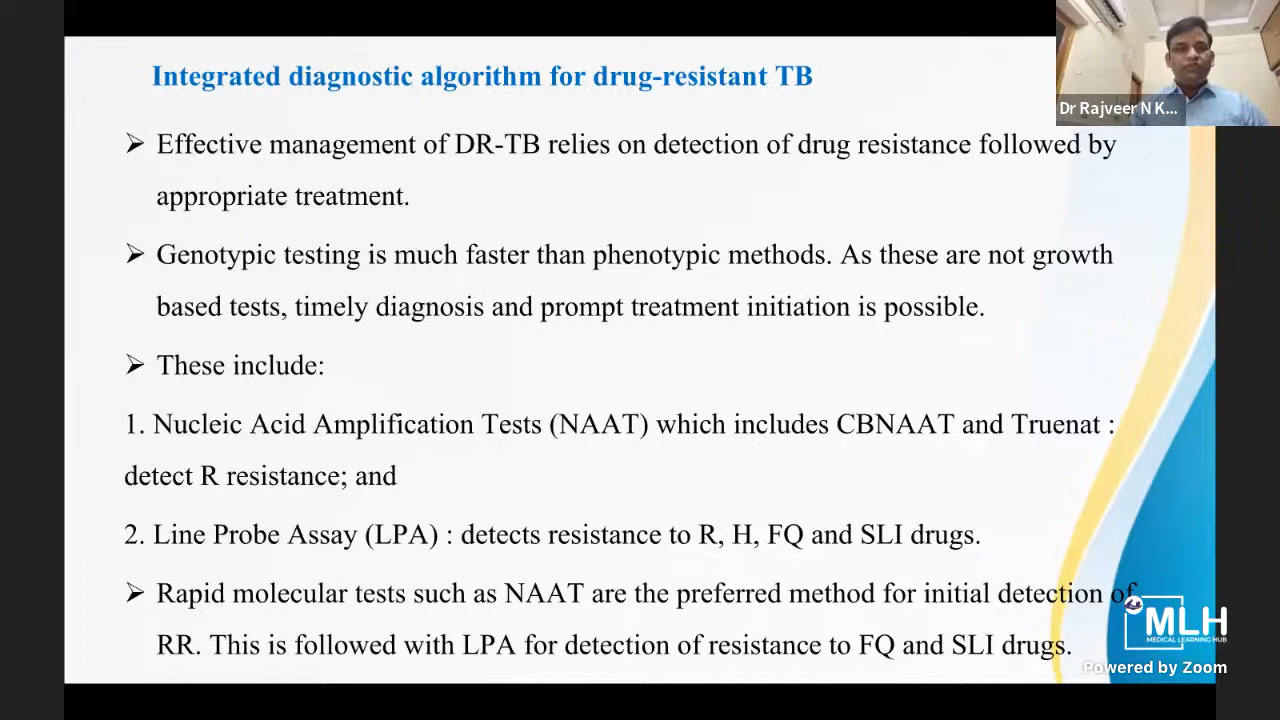 Integrated diagnostic algorithm for drug-resistant TB
Dr Rajveer N K...
➢ Effective management of DR-TB relies on detection of drug resistance followed by
appropriate treatment.
➢ Genotypic testing is much faster than phenotypic methods. As these are not growth
based tests, timely diagnosis and prompt treatment initiation is possible.
➢ These include:
1. Nucleic Acid Amplification Tests (NAAT) which includes CBNAAT and Truenat :
detect R resistance; and
2. Line Probe Assay (LPA) : detects resistance to R, H, FQ and SLI drugs.
➢ Rapid molecular tests such as NAAT are the preferred method for initial detection of
RR. This is followed with LPA for detection of resistance to FQ and SLI drugs.
MLH
MEDICAL LEARNING HUB
Powered by Zoom